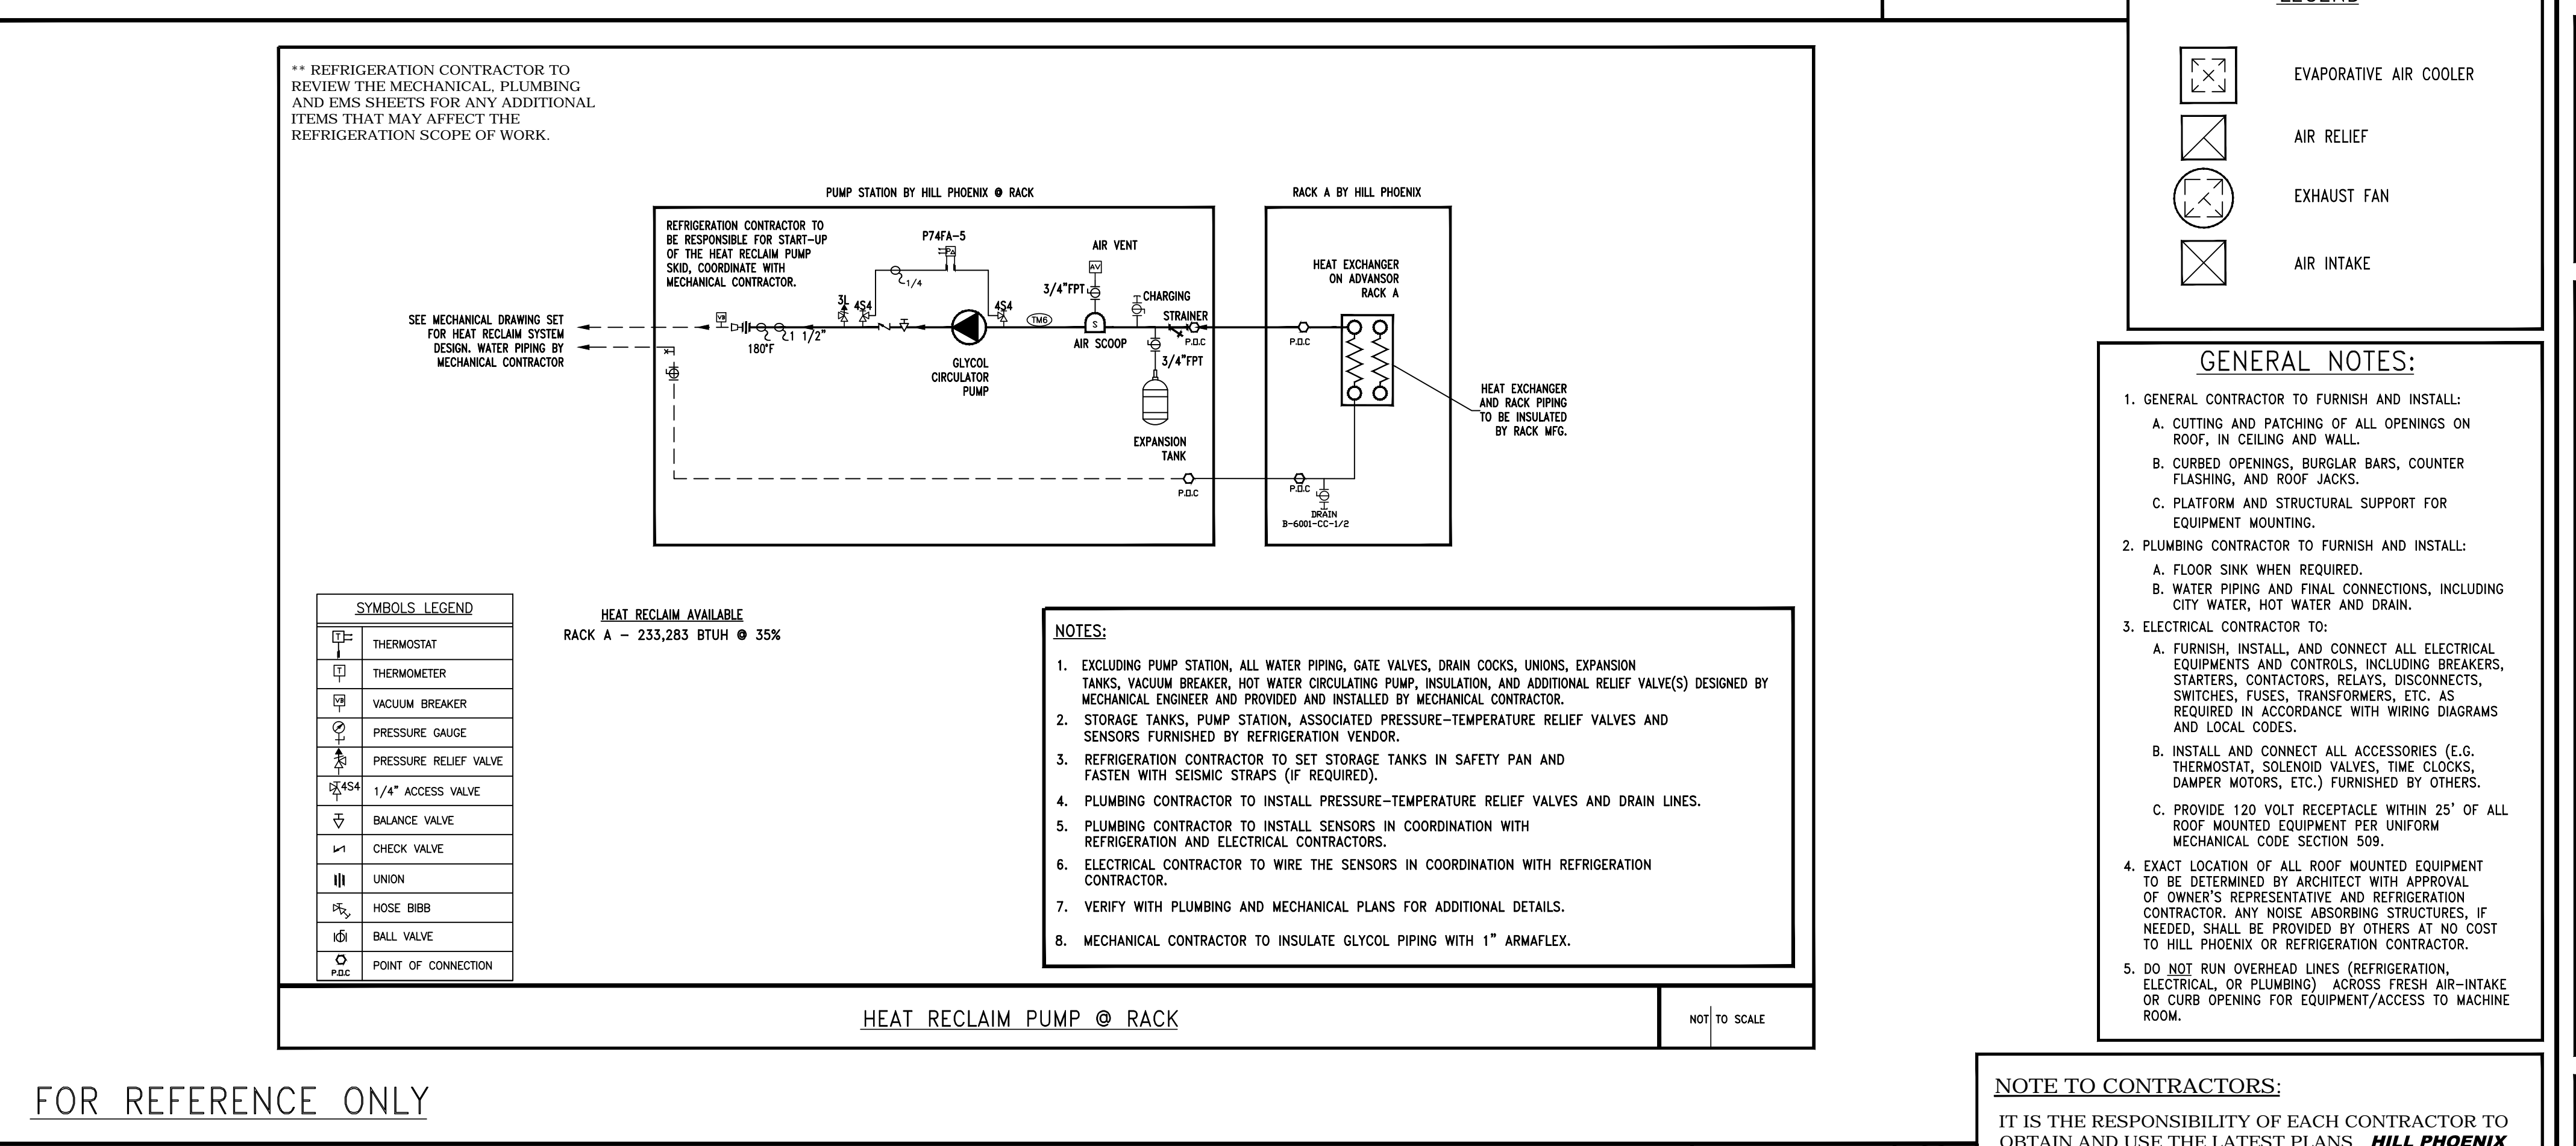 ** REFRIGERATION CONTRACTOR TO
REVIEW THE MECHANICAL, PLUMBING
AND EMS SHEETS FOR ANY ADDITIONAL
ITEMS THAT MAY AFFECT THE
REFRIGERATION SCOPE OF WORK.
PUMP STATION BY HILL PHOENIX @ RACK
RACK A BY HILL PHOENIX
REFRIGERATION CONTRACTOR TO
BE RESPONSIBLE FOR START-UP
OF THE HEAT RECLAIM PUMP
SKID, COORDINATE WITH
MECHANICAL CONTRACTOR.
P74FA-5
1/4
3L
4S4
4S4
TM6
AIR VENT
AV
3/4"FPT
CHARGING
STRAINER
P.O.C
S
AIR SCOOP
3/4"FPT
VB
1 1/2"
180°F
GLYCOL
CIRCULATOR
PUMP
EXPANSION
TANK
P.O.C
SEE MECHANICAL DRAWING SET
FOR HEAT RECLAIM SYSTEM
DESIGN. WATER PIPING BY
MECHANICAL CONTRACTOR
HEAT EXCHANGER
ON ADVANSOR
RACK A
P.O.C
P.O.C
DRAIN
B-6001-CC-1/2
HEAT EXCHANGER
AND RACK PIPING
TO BE INSULATED
BY RACK MFG.
SYMBOLS LEGEND
T THERMOSTAT
T THERMOMETER
VB VACUUM BREAKER
PRESSURE GAUGE
PRESSURE RELIEF VALVE
4S4 1/4" ACCESS VALVE
BALANCE VALVE
CHECK VALVE
UNION
HOSE BIBB
BALL VALVE
P.O.C POINT OF CONNECTION
HEAT RECLAIM AVAILABLE
RACK A - 233,283 BTUH @ 35%
NOTES:
1. EXCLUDING PUMP STATION, ALL WATER PIPING, GATE VALVES, DRAIN COCKS, UNIONS, EXPANSION
TANKS, VACUUM BREAKER, HOT WATER CIRCULATING PUMP, INSULATION, AND ADDITIONAL RELIEF VALVE(S) DESIGNED BY
MECHANICAL ENGINEER AND PROVIDED AND INSTALLED BY MECHANICAL CONTRACTOR.
2. STORAGE TANKS, PUMP STATION, ASSOCIATED PRESSURE-TEMPERATURE RELIEF VALVES AND
SENSORS FURNISHED BY REFRIGERATION VENDOR.
3. REFRIGERATION CONTRACTOR TO SET STORAGE TANKS IN SAFETY PAN AND
FASTEN WITH SEISMIC STRAPS (IF REQUIRED).
4. PLUMBING CONTRACTOR TO INSTALL PRESSURE-TEMPERATURE RELIEF VALVES AND DRAIN LINES.
5. PLUMBING CONTRACTOR TO INSTALL SENSORS IN COORDINATION WITH
REFRIGERATION AND ELECTRICAL CONTRACTORS.
6. ELECTRICAL CONTRACTOR TO WIRE THE SENSORS IN COORDINATION WITH REFRIGERATION
CONTRACTOR.
7. VERIFY WITH PLUMBING AND MECHANICAL PLANS FOR ADDITIONAL DETAILS.
8. MECHANICAL CONTRACTOR TO INSULATE GLYCOL PIPING WITH 1" ARMAFLEX.
HEAT RECLAIM PUMP @ RACK
NOT TO SCALE
FOR REFERENCE ONLY
LEGEND
EVAPORATIVE AIR COOLER
AIR RELIEF
EXHAUST FAN
AIR INTAKE
GENERAL NOTES:
1. GENERAL CONTRACTOR TO FURNISH AND INSTALL:
A. CUTTING AND PATCHING OF ALL OPENINGS ON
ROOF, IN CEILING AND WALL.
B. CURBED OPENINGS, BURGLAR BARS, COUNTER
FLASHING, AND ROOF JACKS.
C. PLATFORM AND STRUCTURAL SUPPORT FOR
EQUIPMENT MOUNTING.
2. PLUMBING CONTRACTOR TO FURNISH AND INSTALL:
A. FLOOR SINK WHEN REQUIRED.
B. WATER PIPING AND FINAL CONNECTIONS, INCLUDING
CITY WATER, HOT WATER AND DRAIN.
3. ELECTRICAL CONTRACTOR TO:
A. FURNISH, INSTALL, AND CONNECT ALL ELECTRICAL
EQUIPMENTS AND CONTROLS, INCLUDING BREAKERS,
STARTERS, CONTACTORS, RELAYS, DISCONNECTS,
SWITCHES, FUSES, TRANSFORMERS, ETC. AS
REQUIRED IN ACCORDANCE WITH WIRING DIAGRAMS
AND LOCAL CODES.
B. INSTALL AND CONNECT ALL ACCESSORIES (E.G.
THERMOSTAT, SOLENOID VALVES, TIME CLOCKS,
DAMPER MOTORS, ETC.) FURNISHED BY OTHERS.
C. PROVIDE 120 VOLT RECEPTACLE WITHIN 25' OF ALL
ROOF MOUNTED EQUIPMENT PER UNIFORM
MECHANICAL CODE SECTION 509.
4. EXACT LOCATION OF ALL ROOF MOUNTED EQUIPMENT
TO BE DETERMINED BY ARCHITECT WITH APPROVAL
OF OWNER'S REPRESENTATIVE AND REFRIGERATION
CONTRACTOR. ANY NOISE ABSORBING STRUCTURES, IF
NEEDED, SHALL BE PROVIDED BY OTHERS AT NO COST
TO HILL PHOENIX OR REFRIGERATION CONTRACTOR.
5. DO NOT RUN OVERHEAD LINES (REFRIGERATION,
ELECTRICAL, OR PLUMBING) ACROSS FRESH AIR-INTAKE
OR CURB OPENING FOR EQUIPMENT/ACCESS TO MACHINE
ROOM.
NOTE TO CONTRACTORS:
IT IS THE RESPONSIBILITY OF EACH CONTRACTOR TO
OBTAIN AND USE THE LATEST PLANS. HILL PHOENIX